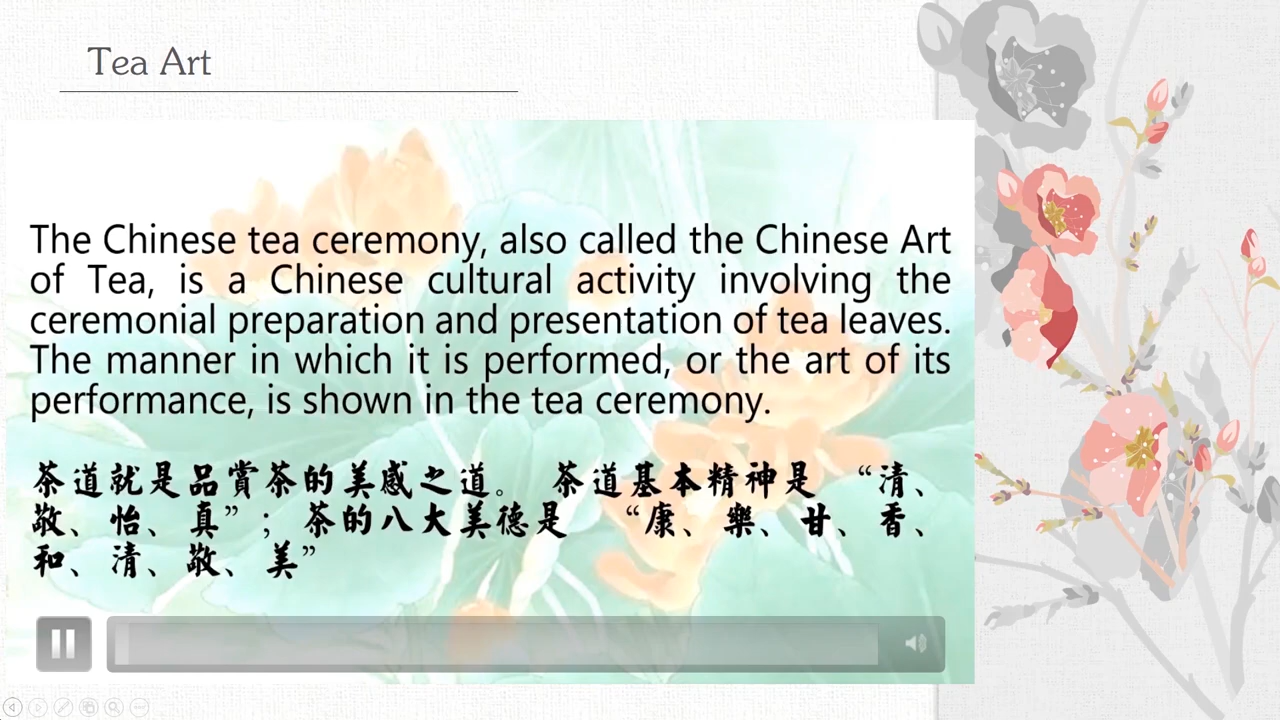 Tea Art
The Chinese tea ceremony, also called the Chinese Art
of Tea, is a Chinese cultural activity involving the
ceremonial preparation and presentation of tea leaves.
The manner in which it is performed, or the art of its
performance, is shown in the tea ceremony.
茶道就是品賞茶的美感之道。 茶道基本精神是 “清、
敬、怡、真”；茶的八大美德是 “康、樂、甘、香、
和、清、敬、美”